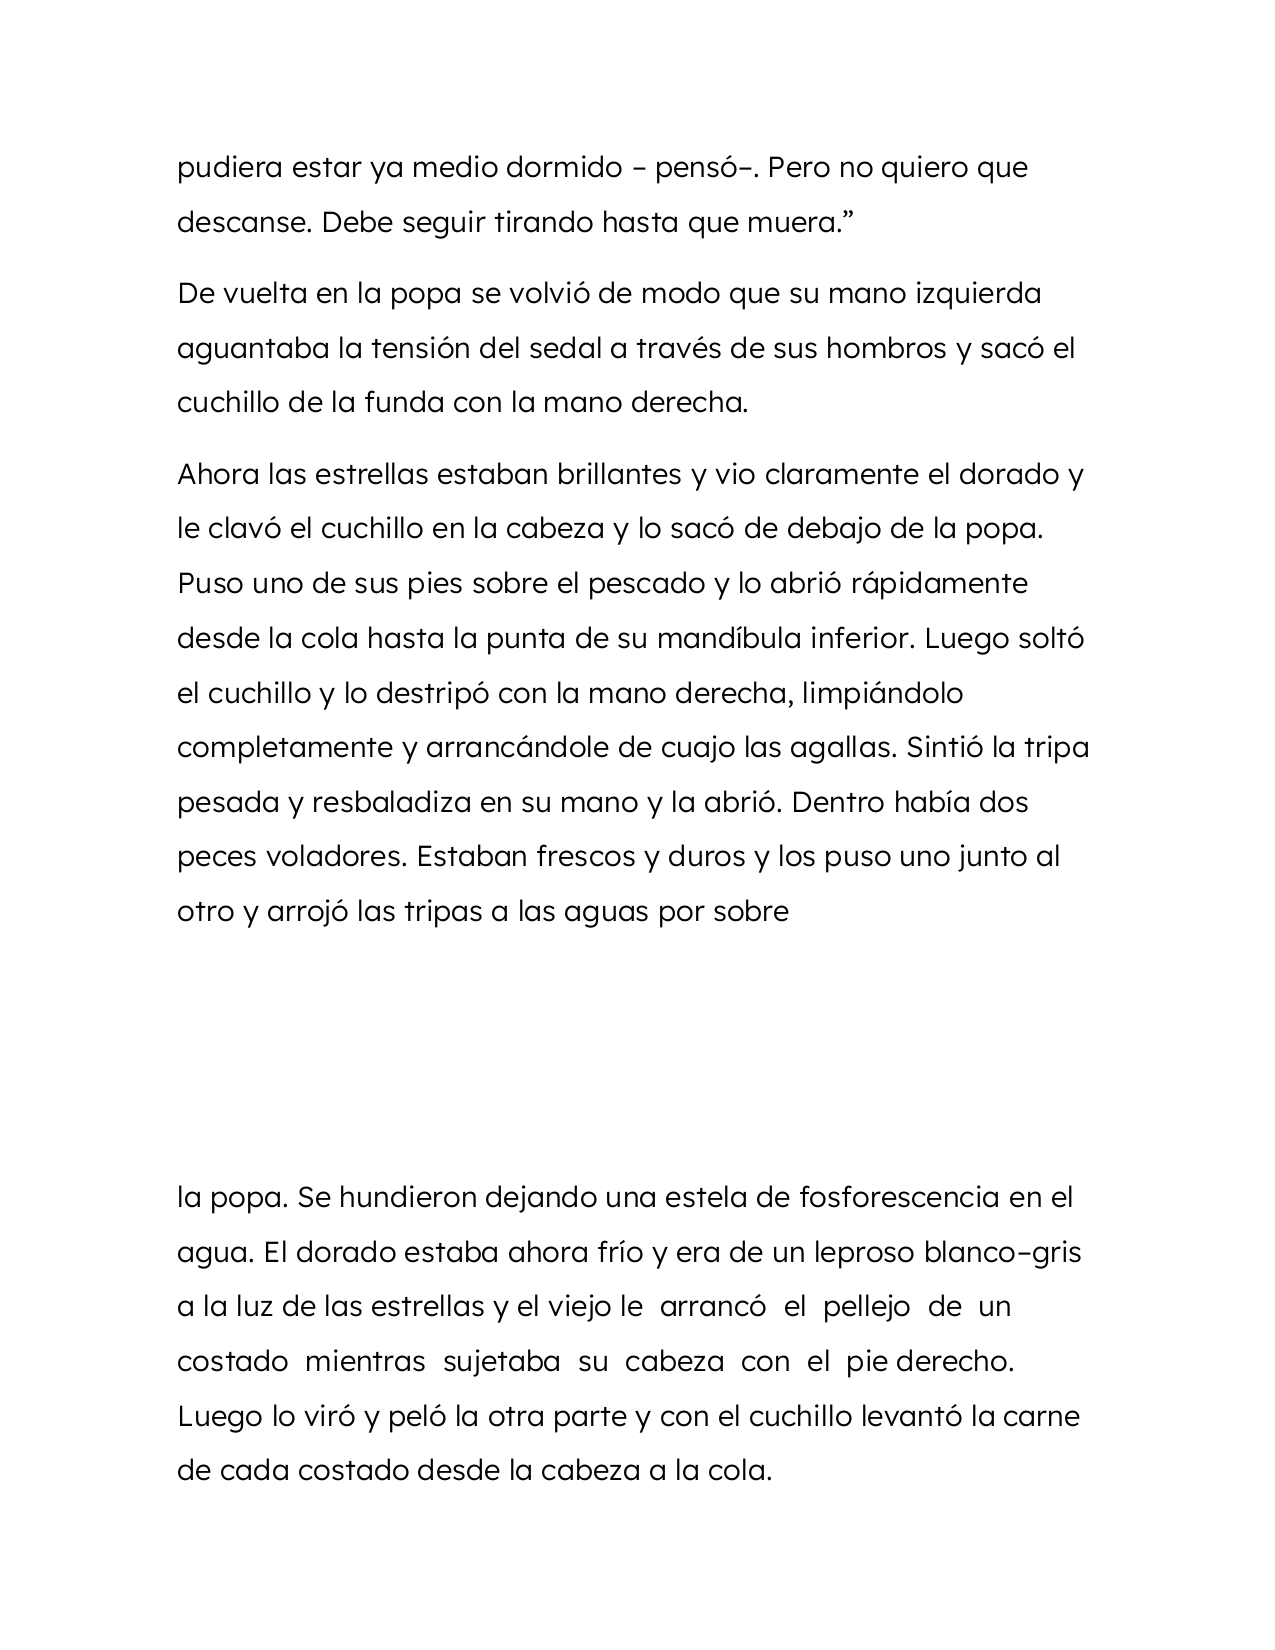 pudiera estar ya medio dormido – pensó–. Pero no quiero que
descanse. Debe seguir tirando hasta que muera.”
De vuelta en la popa se volvió de modo que su mano izquierda
aguantaba la tensión del sedal a través de sus hombros y sacó el
cuchillo de la funda con la mano derecha.
Ahora las estrellas estaban brillantes y vio claramente el dorado y
le clavó el cuchillo en la cabeza y lo sacó de debajo de la popa.
Puso uno de sus pies sobre el pescado y lo abrió rápidamente
desde la cola hasta la punta de su mandíbula inferior. Luego soltó
el cuchillo y lo destripó con la mano derecha, limpiándolo
completamente y arrancándole de cuajo las agallas. Sintió la tripa
pesada y resbaladiza en su mano y la abrió. Dentro había dos
peces voladores. Estaban frescos y duros y los puso uno junto al
otro y arrojó las tripas a las aguas por sobre
la popa. Se hundieron dejando una estela de fosforescencia en el
agua. El dorado estaba ahora frío y era de un leproso blanco–gris
a la luz de las estrellas y el viejo le arrancó el pellejo de un
costado mientras sujetaba su cabeza con el pie derecho.
Luego lo viró y peló la otra parte y con el cuchillo levantó la carne
de cada costado desde la cabeza a la cola.